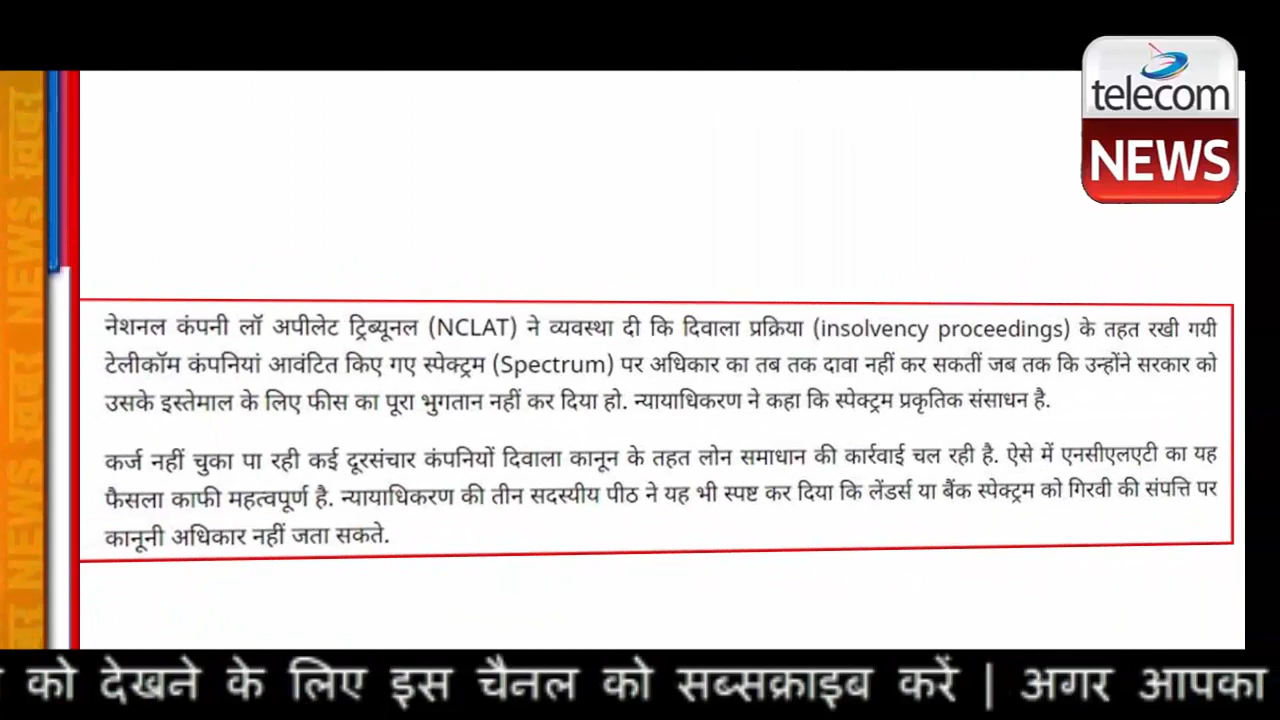 telecom
NEWS
नेशनल कंपनी लॉ अपीलेट ट्रिब्यूनल (NCLAT) ने व्यवस्था दी कि दिवाला प्रक्रिया (insolvency proceedings) के तहत रखी गयी
टेलीकॉम कंपनियां आवंटित किए गए स्पेक्ट्रम (Spectrum) पर अधिकार का तब तक दावा नहीं कर सकतीं जब तक कि उन्होंने सरकार को
उसके इस्तेमाल के लिए फीस का पूरा भुगतान नहीं कर दिया हो. न्यायाधिकरण ने कहा कि स्पेक्ट्रम प्रकृतिक संसाधन है.
कर्ज नहीं चुका पा रही कई दूरसंचार कंपनियों दिवाला कानून के तहत लोन समाधान की कार्रवाई चल रही है. ऐसे में एनसीएलएटी का यह
फैसला काफी महत्वपूर्ण है. न्यायाधिकरण की तीन सदस्यीय पीठ ने यह भी स्पष्ट कर दिया कि लेंडर्स या बैंक स्पेक्ट्रम को गिरवी की संपत्ति पर
कानूनी अधिकार नहीं जता सकते.
को देखने के लिए इस चैनल को सब्सक्राइब करें | अगर आपका
NEWS खबर NEWS